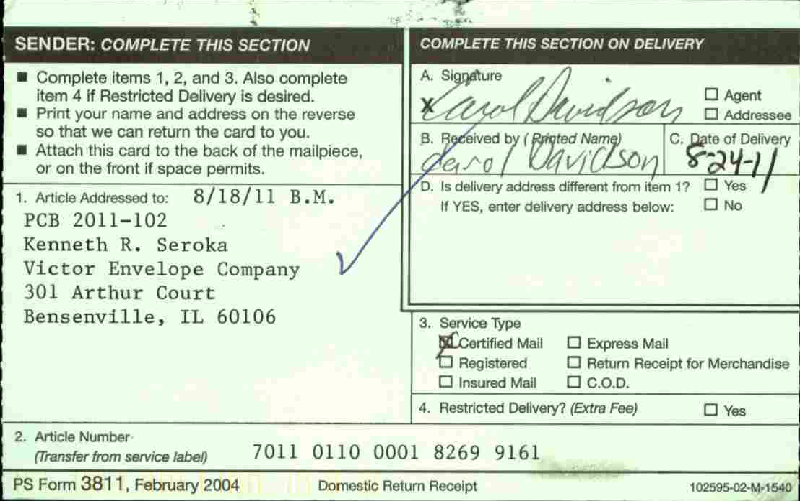 SENDER: COMPLETE THIS SECTION
■ Complete items 1, 2, and 3. Also complete
item 4 if Restricted Delivery is desired.
■ Print your name and address on the reverse
so that we can return the card to you.
■ Attach this card to the back of the mailpiece,
or on the front if space permits.
1. Article Addressed to: 8/18/11 B.M.
PCB 2011-102
Kenneth R. Seroka
Victor Envelope Company
301 Arthur Court
Bensenville, IL 60106
COMPLETE THIS SECTION ON DELIVERY
A. Signature
X Carol Davidson
☐ Agent
☐ Addressee
B. Received by (Printed Name)
Carol Davidson
C. Date of Delivery
8-24-11
D. Is delivery address different from item 1? ☐ Yes
If YES, enter delivery address below: ☐ No
3. Service Type
☒ Certified Mail ☐ Express Mail
☐ Registered ☐ Return Receipt for Merchandise
☐ Insured Mail ☐ C.O.D.
4. Restricted Delivery? (Extra Fee) ☐ Yes
2. Article Number
(Transfer from service label) 7011 0110 0001 8269 9161
PS Form 3811, February 2004 Domestic Return Receipt 102595-02-M-1540